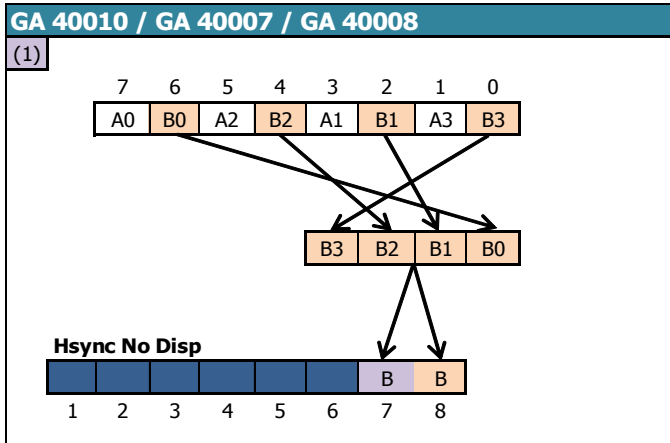 GA 40010 / GA 40007 / GA 40008
(1)
7 6 5 4 3 2 1 0
A0 B0 A2 B2 A1 B1 A3 B3
B3 B2 B1 B0
Hsync No Disp
B B
1 2 3 4 5 6 7 8